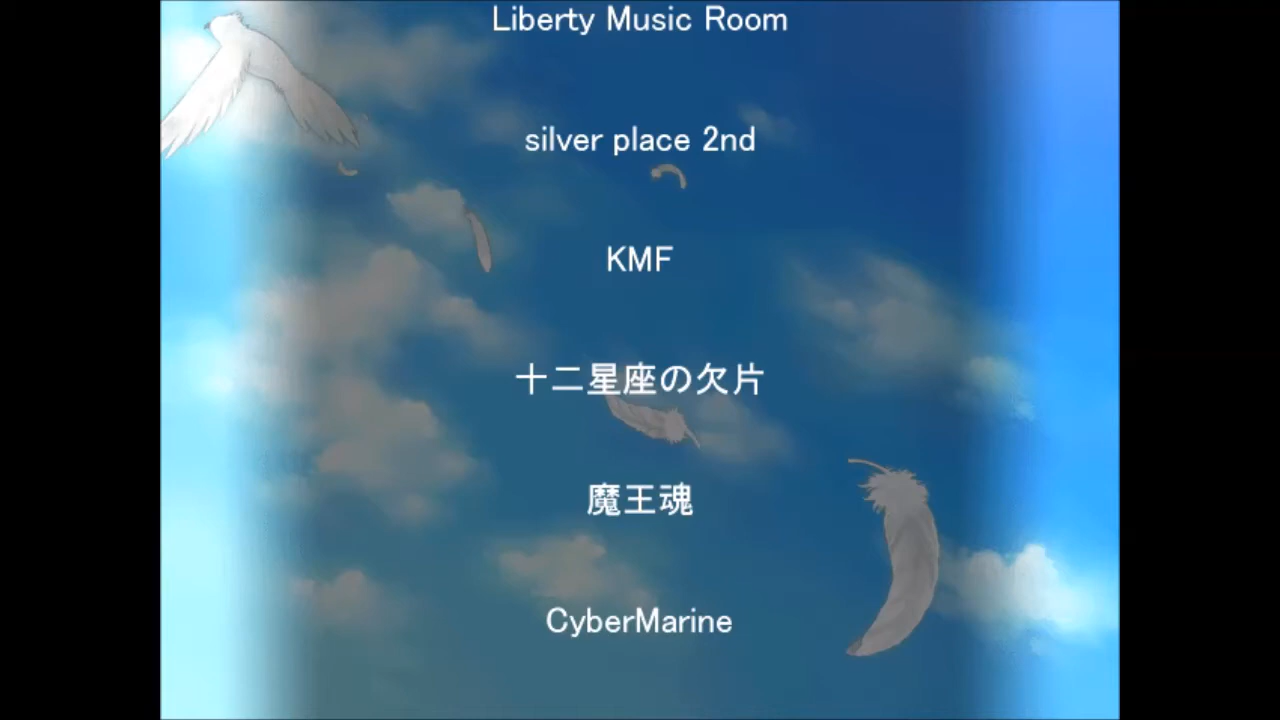 Liberty Music Room
silver place 2nd
KMF
十二星座の欠片
魔王魂
CyberMarine